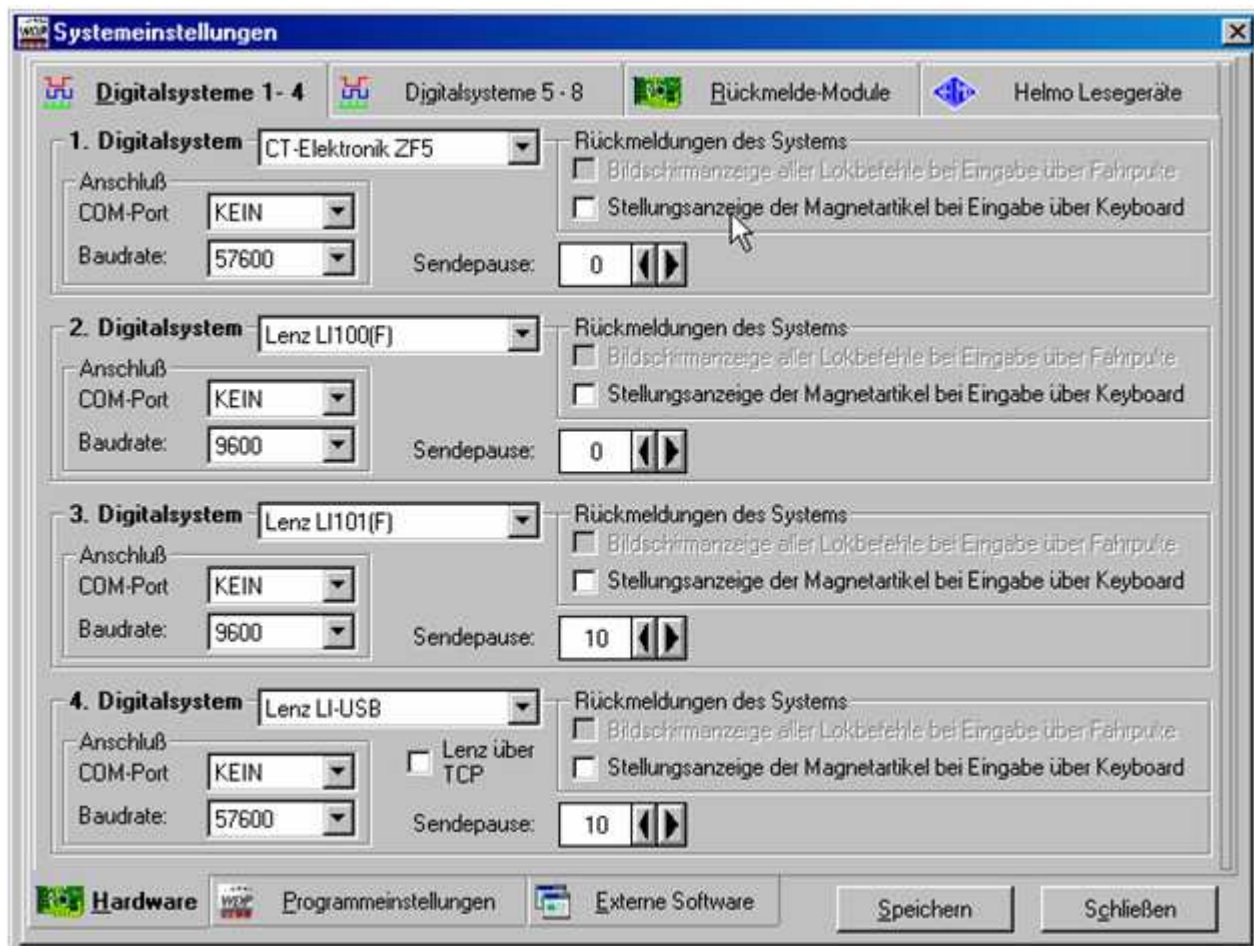 Systemeinstellungen
Digitalsysteme 1- 4
Digitalsysteme 5 - 8
Rückmelde-Module
Helmo Lesegeräte
1. Digitalsystem
CT-Elektronik ZF5
Rückmeldungen des Systems
Bildschirmanzeige aller Lokbefehle bei Eingabe über Fahrpulte
Anschluß
COM-Port
KEIN
Stellungsanzeige der Magnetartikel bei Eingabe über Keyboard
Baudrate:
57600
Sendepause:
0
2. Digitalsystem
Lenz LI100(F)
Rückmeldungen des Systems
Bildschirmanzeige aller Lokbefehle bei Eingabe über Fahrpulte
Anschluß
COM-Port
KEIN
Stellungsanzeige der Magnetartikel bei Eingabe über Keyboard
Baudrate:
9600
Sendepause:
0
3. Digitalsystem
Lenz LI101(F)
Rückmeldungen des Systems
Bildschirmanzeige aller Lokbefehle bei Eingabe über Fahrpulte
Anschluß
COM-Port
KEIN
Stellungsanzeige der Magnetartikel bei Eingabe über Keyboard
Baudrate:
9600
Sendepause:
10
4. Digitalsystem
Lenz LI-USB
Rückmeldungen des Systems
Bildschirmanzeige aller Lokbefehle bei Eingabe über Fahrpulte
Anschluß
COM-Port
KEIN
Lenz über
TCP
Stellungsanzeige der Magnetartikel bei Eingabe über Keyboard
Baudrate:
57600
Sendepause:
10
Hardware
Programmeinstellungen
Externe Software
Speichern
Schließen